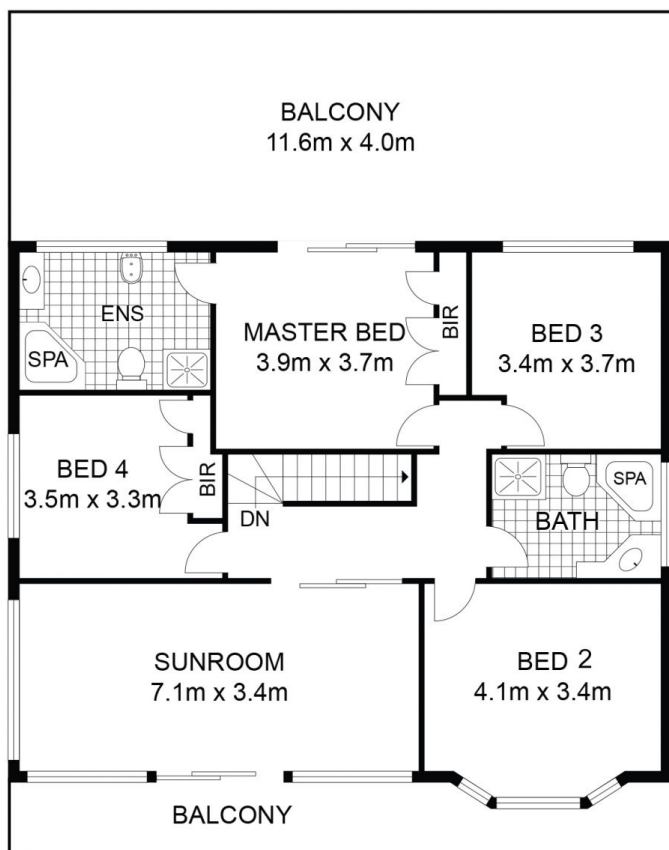 BALCONY
11.6m x 4.0m
ENS
SPA
MASTER BED
3.9m x 3.7m
BIR
BED 3
3.4m x 3.7m
BED 4
3.5m x 3.3m
BIR
DN
SPA
BATH
SUNROOM
7.1m x 3.4m
BED 2
4.1m x 3.4m
BALCONY